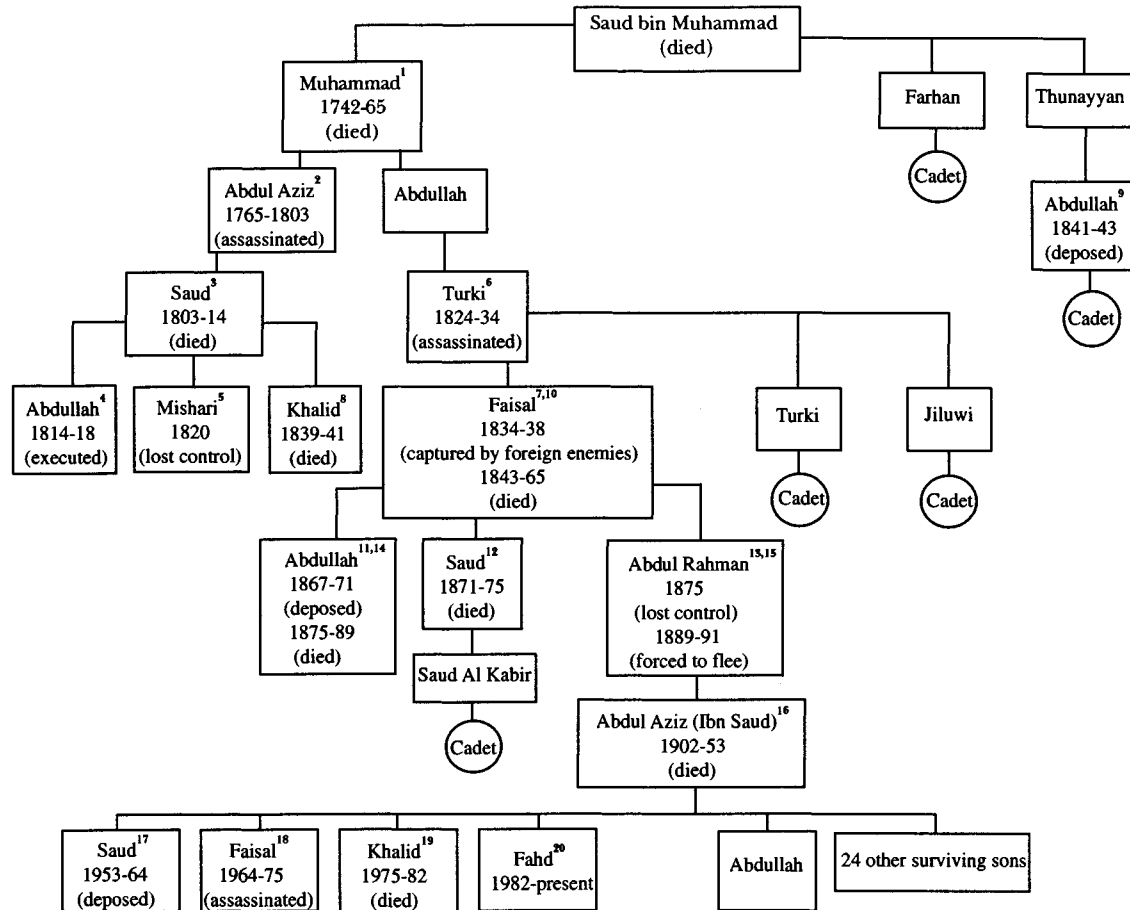 Saud bin Muhammad
(died)
Muhammad1
1742-65
(died)
Farhan
Thunayyan
Cadet
Abdul Aziz2
1765-1803
(assassinated)
Abdullah
Abdullah9
1841-43
(deposed)
Cadet
Saud3
1803-14
(died)
Turki6
1824-34
(assassinated)
Abdullah4
1814-18
(executed)
Mishari5
1820
(lost control)
Khalid8
1839-41
(died)
Faisal7,10
1834-38
(captured by foreign enemies)
1843-65
(died)
Turki
Jiluwi
Cadet
Cadet
Abdullah11,14
1867-71
(deposed)
1875-89
(died)
Saud12
1871-75
(died)
Abdul Rahman13,15
1875
(lost control)
1889-91
(forced to flee)
Saud Al Kabir
Cadet
Abdul Aziz (Ibn Saud)16
1902-53
(died)
Saud17
1953-64
(deposed)
Faisal18
1964-75
(assassinated)
Khalid19
1975-82
(died)
Fahd20
1982-present
Abdullah
24 other surviving sons